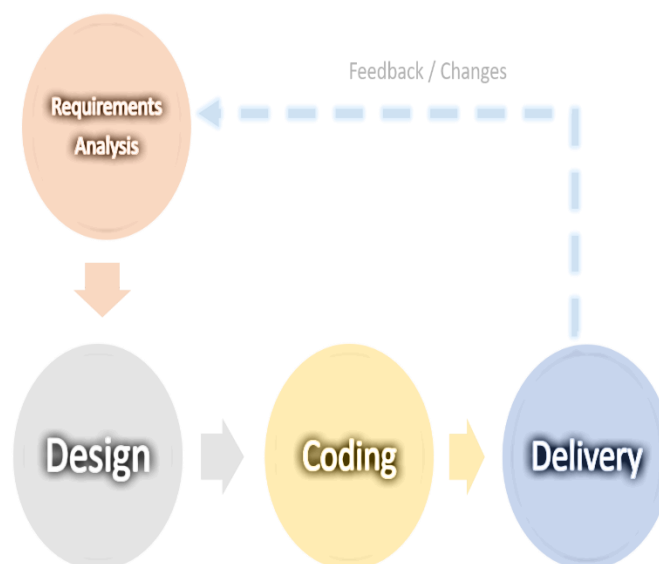 Feedback / Changes
Requirements
Analysis
Design
Coding
Delivery